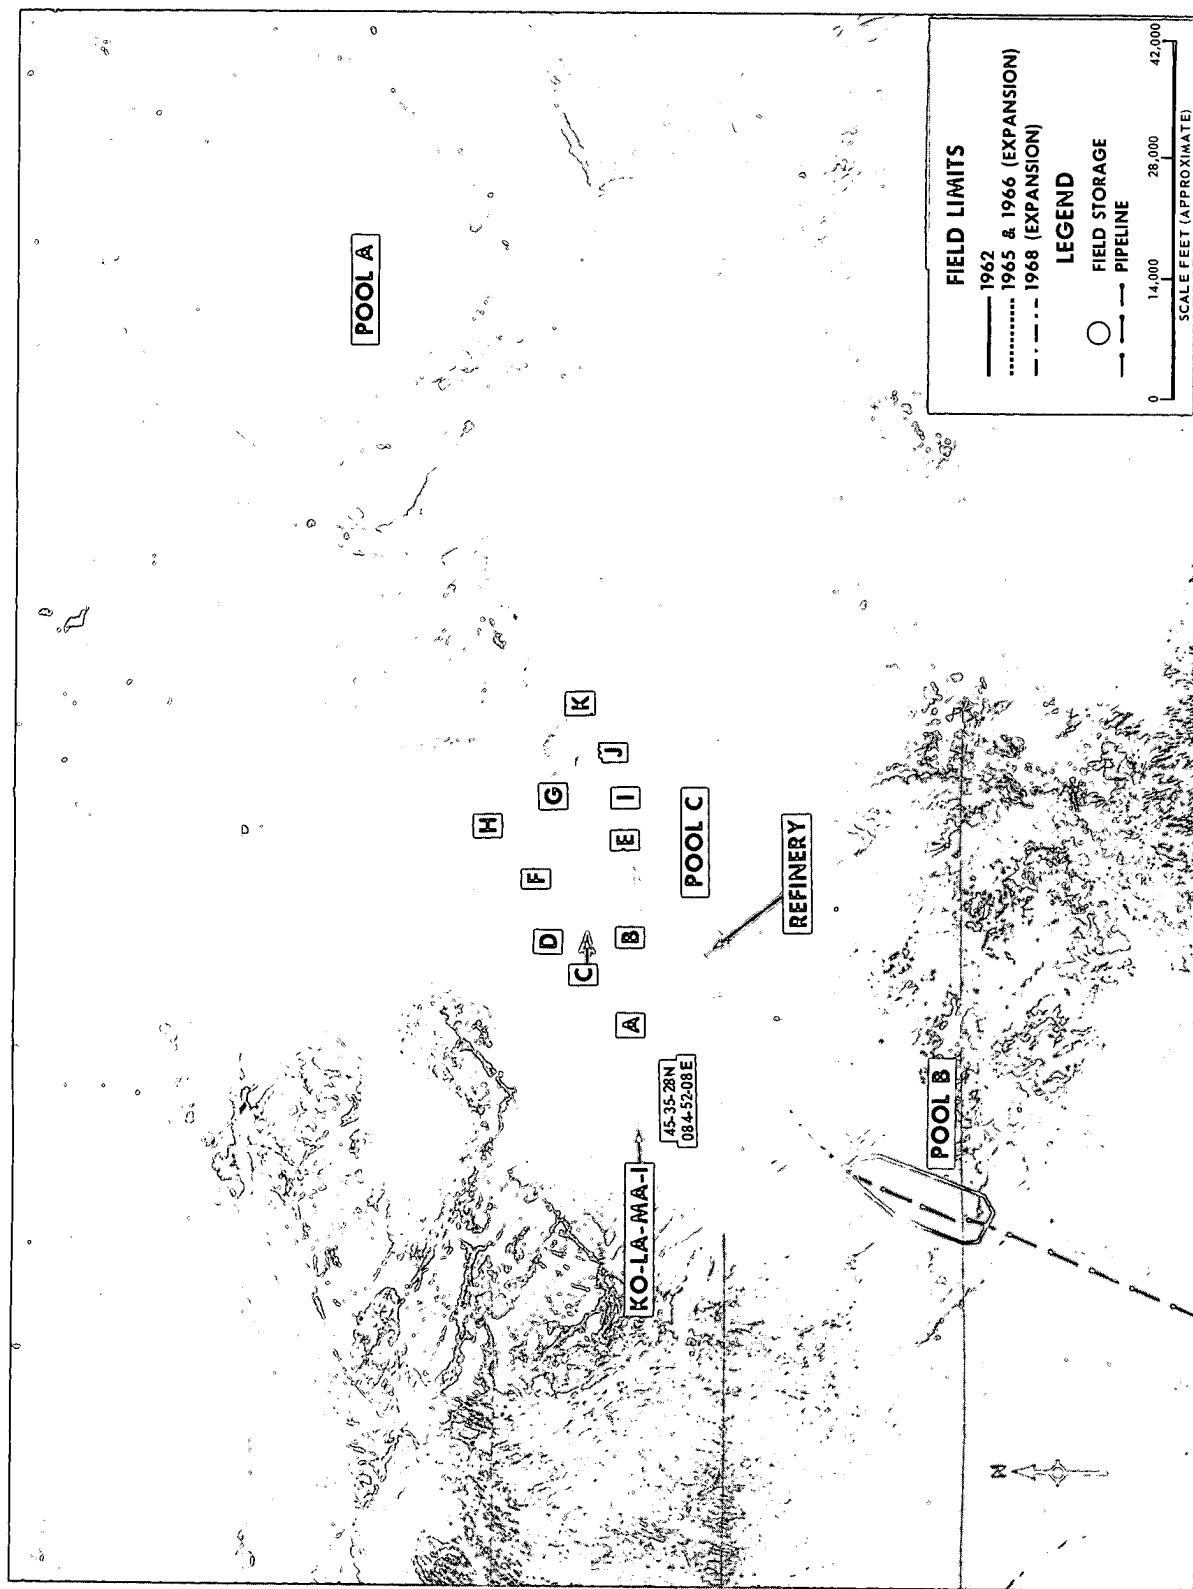 POOL A
H
G
K
F
J
D
I
E
C
B
POOL C
A
REFINERY
KO-LA-MA-I
45-35-28N
084-52-08E
POOL B
N
FIELD LIMITS
1962
1965 & 1966 (EXPANSION)
1968 (EXPANSION)
LEGEND
FIELD STORAGE
PIPELINE
0 14,000 28,000 42,000
SCALE FEET (APPROXIMATE)